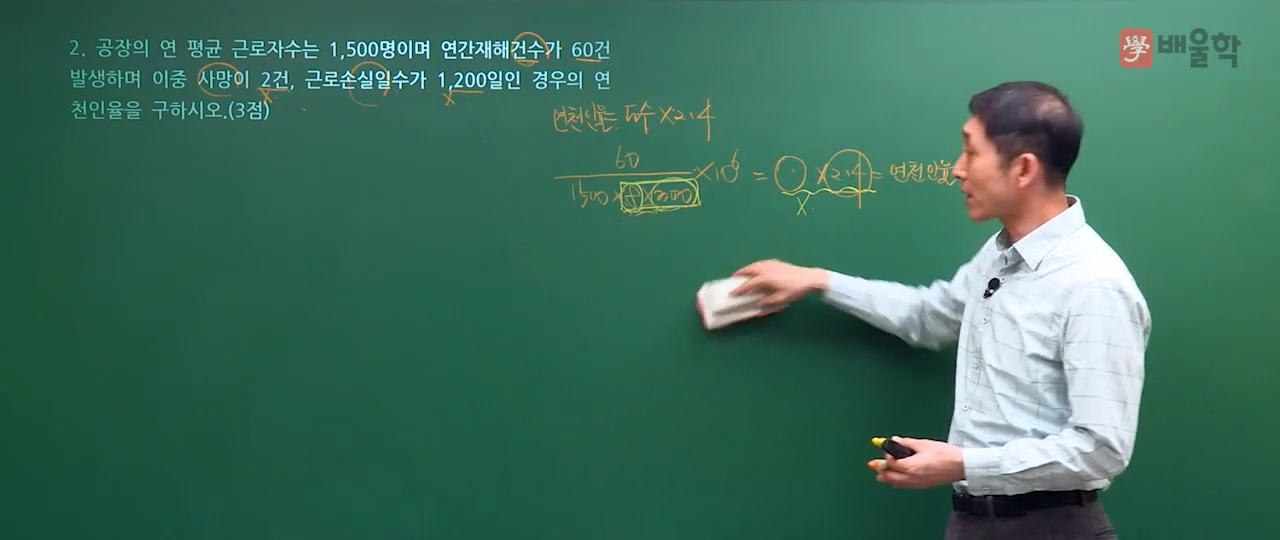 學 배울학
2. 공장의 연 평균 근로자수는 1,500명이며 연간재해건수가 60건
발생하며 이중 사망이 2건, 근로손실일수가 1,200일인 경우의 연
천인율을 구하시오.(3점)
연천인율= 도수 ×2.4
60
1500 × 8 × 300
×10⁶ = × 2.4 = 연천인율
X X X